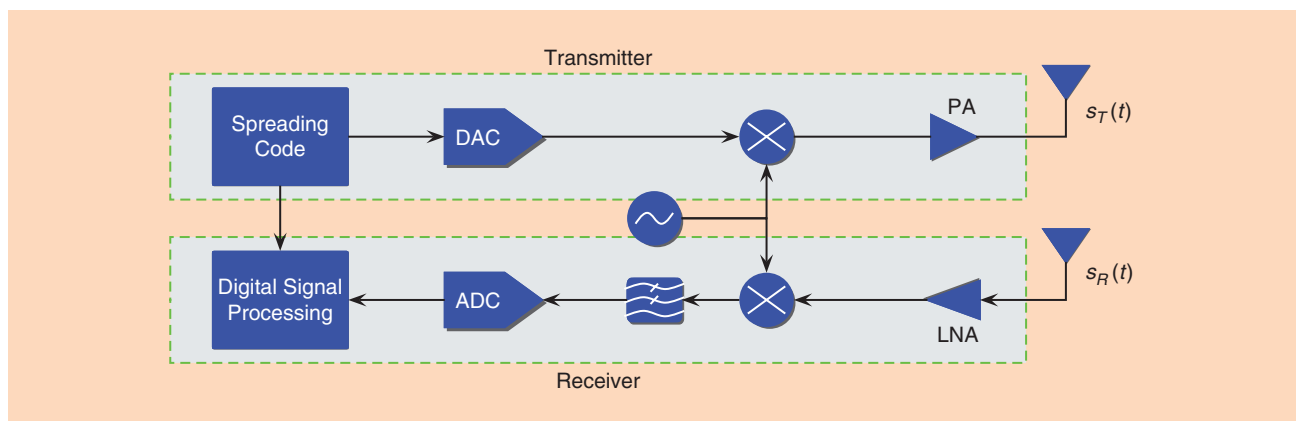 Transmitter
Spreading
Code
DAC
PA
s_T(t)
Digital Signal
Processing
ADC
LNA
s_R(t)
Receiver